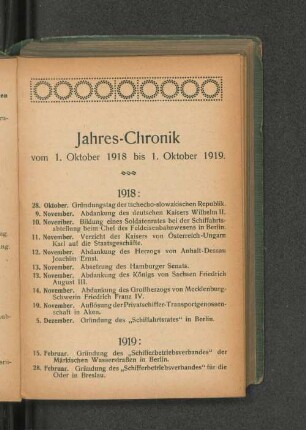 Jahres-Chronik
vom 1. Oktober 1918 bis 1. Oktober 1919.
1918:
28. Oktober. Gründungstag der tschecho-slowakischen Republik.
9. November. Abdankung des deutschen Kaisers Wilhelm II.
10. November. Bildung eines Soldatenrates bei der Schiffahrts-
abteilung beim Chef des Feldeisenbahnwesens in Berlin.
11. November. Verzicht des Kaisers von Österreich-Ungarn
Karl auf die Staatsgeschäfte.
12. November. Abdankung des Herzogs von Anhalt-Dessau
Joachim Ernst.
13. November. Absetzung des Hamburger Senats.
13. November. Abdankung des Königs von Sachsen Friedrich
August III.
14. November. Abdankung des Großherzogs von Mecklenburg-
Schwerin Friedrich Franz IV.
19. November. Auflösung der Privatschiffer-Transportgenossen-
schaft in Aken.
5. Dezember. Gründung des „Schiffahrtsrates“ in Berlin.
1919:
15. Februar. Gründung des „Schifferbetriebsverbandes“ der
Märkischen Wasserstraßen in Berlin.
28. Februar. Gründung des „Schifferbetriebsverbandes“ für die
Oder in Breslau.